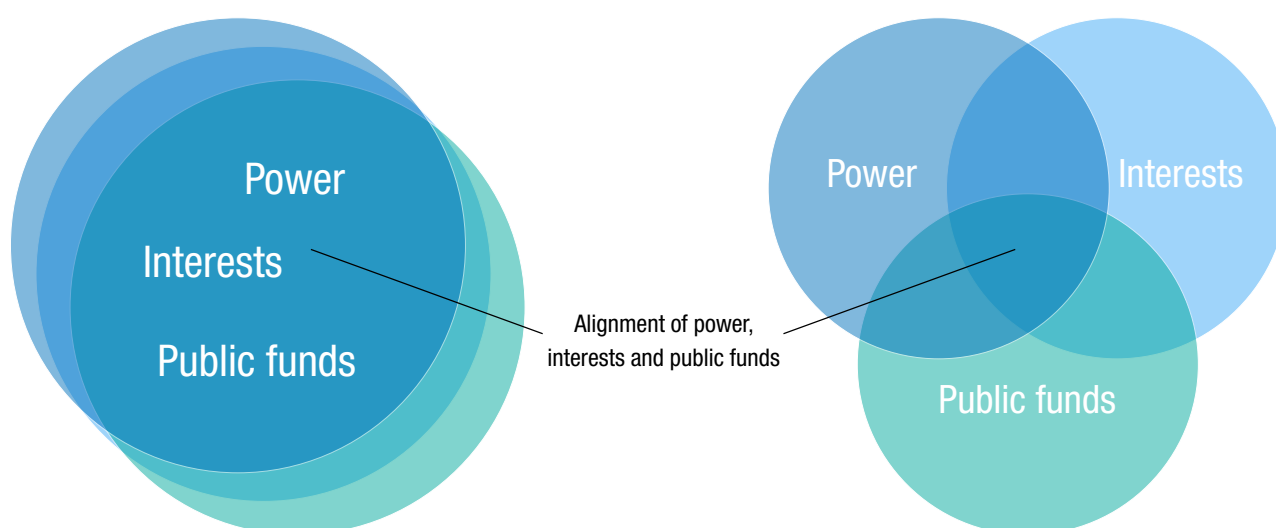 Power
Interests
Public funds
Alignment of power,
interests and public funds
Power
Interests
Public funds